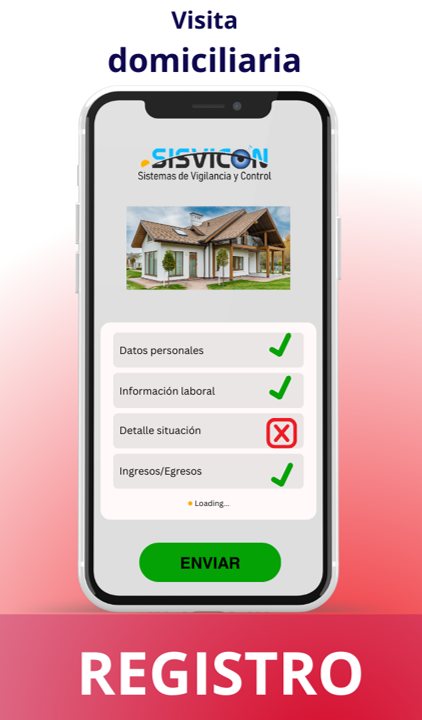 Visita
domiciliaria
SISVICON
Sistemas de Vigilancia y Control
Datos personales
Información laboral
Detalle situación
Ingresos/Egresos
Loading...
ENVIAR
REGISTRO